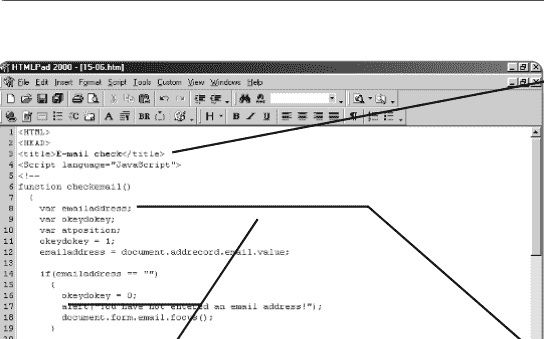 HTMLPad 2000 - [15-06.htm]
File Edit Insert Format Script Tools Custom View Windows Help
1 <HTML>
2 <HEAD>
3 <title>E-mail check</title>
4 <Script language="JavaScript">
5 <!--
6 function checkemail()
7 {
8 var emailaddress;
9 var okeydokey;
10 var atposition;
11 okeydokey = 1;
12 emailaddress = document.addrecord.email.value;
13
14 if(emailaddress == "")
15 {
16 okeydokey = 0;
17 alert("You have not entered an email address!");
18 document.form.email.focus();
19 }